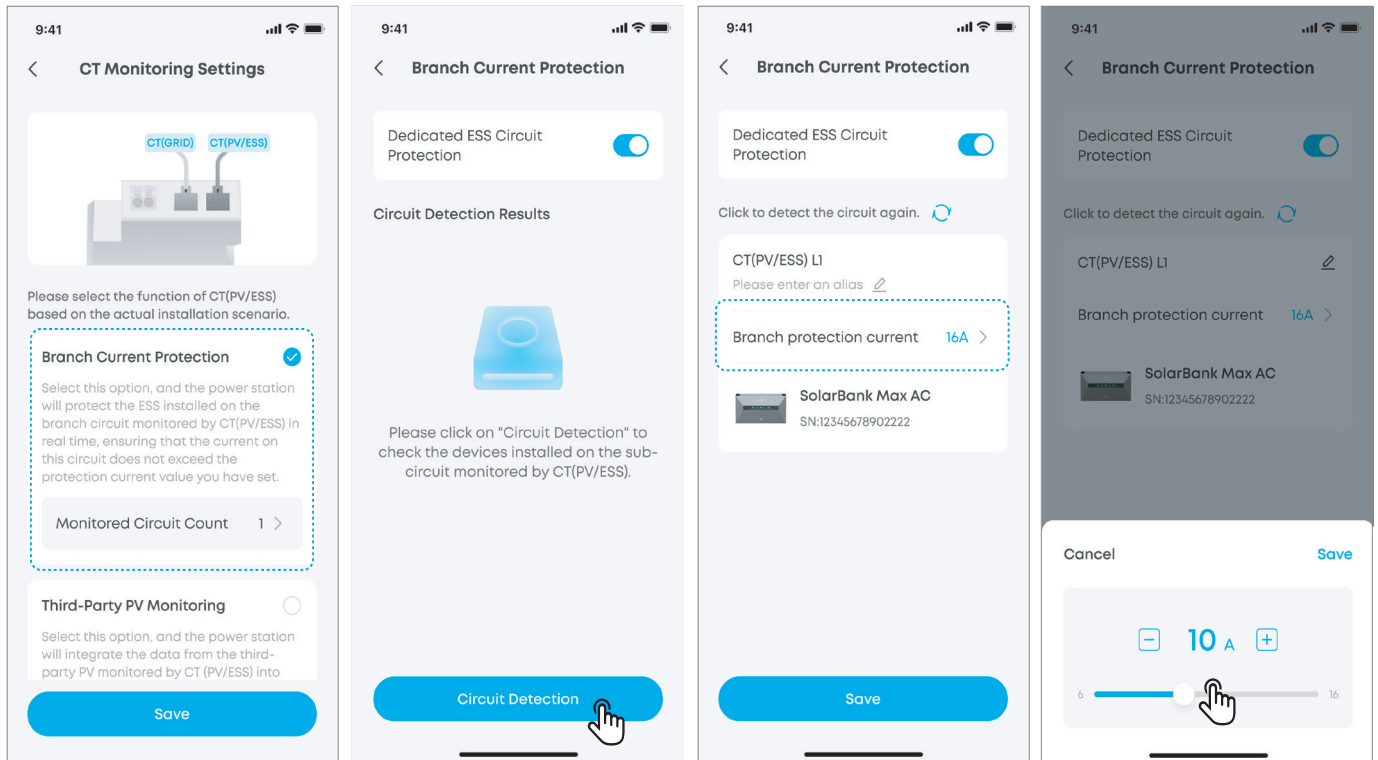 9:41
CT Monitoring Settings
CT(GRID) CT(PV/ESS)
Please select the function of CT(PV/ESS)
based on the actual installation scenario.
Branch Current Protection
Select this option, and the power station
will protect the ESS installed on the
branch circuit monitored by CT(PV/ESS) in
real time, ensuring that the current on
this circuit does not exceed the
protection current value you have set.
Monitored Circuit Count 1
Third-Party PV Monitoring
Select this option, and the power station
will integrate the data from the third-
party PV monitored by CT (PV/ESS) into
Save
9:41
Branch Current Protection
Dedicated ESS Circuit
Protection
Circuit Detection Results
Please click on "Circuit Detection" to
check the devices installed on the sub-
circuit monitored by CT(PV/ESS).
Circuit Detection
9:41
Branch Current Protection
Dedicated ESS Circuit
Protection
Click to detect the circuit again.
CT(PV/ESS) L1
Please enter an alias
Branch protection current 16A
SolarBank Max AC
SN:12345678902222
Save
9:41
Branch Current Protection
Dedicated ESS Circuit
Protection
Click to detect the circuit again.
CT(PV/ESS) L1
Branch protection current 16A
SolarBank Max AC
SN:12345678902222
Cancel Save
10 A
6 16